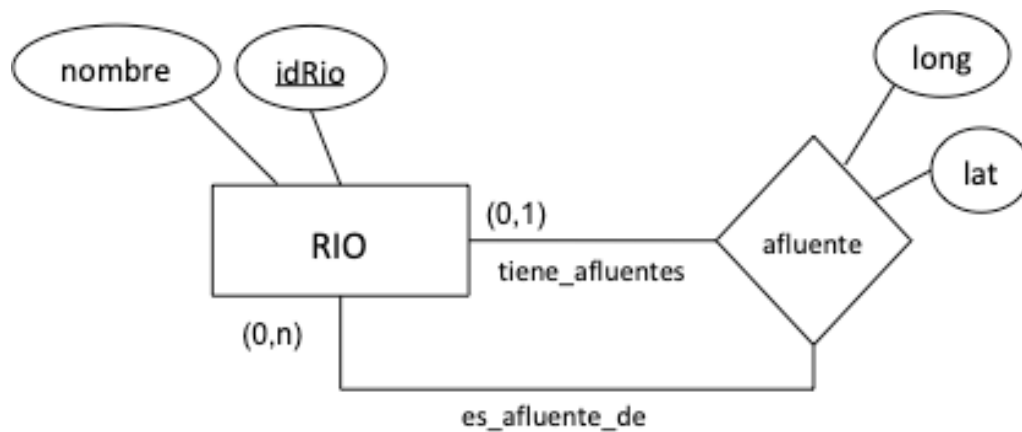 nombre
idRio
long
lat
RIO
(0,1)
tiene_afluentes
afluente
(0,n)
es_afluente_de